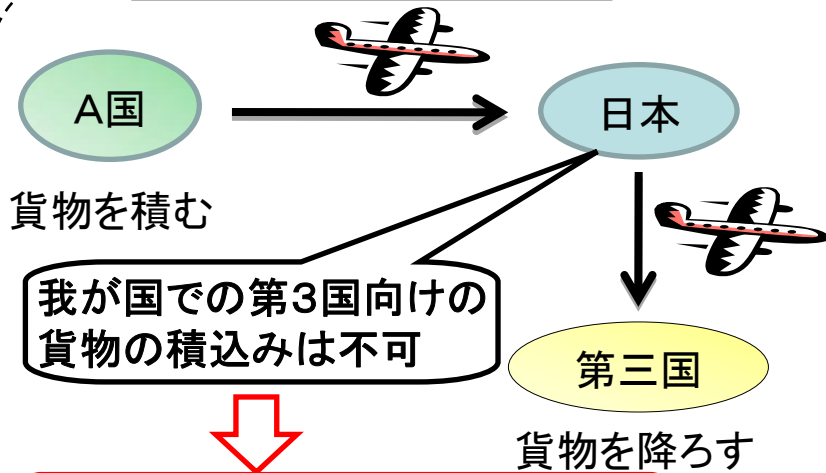 A国
日本
貨物を積む
我が国での第3国向けの
貨物の積込みは不可
第三国
貨物を降ろす